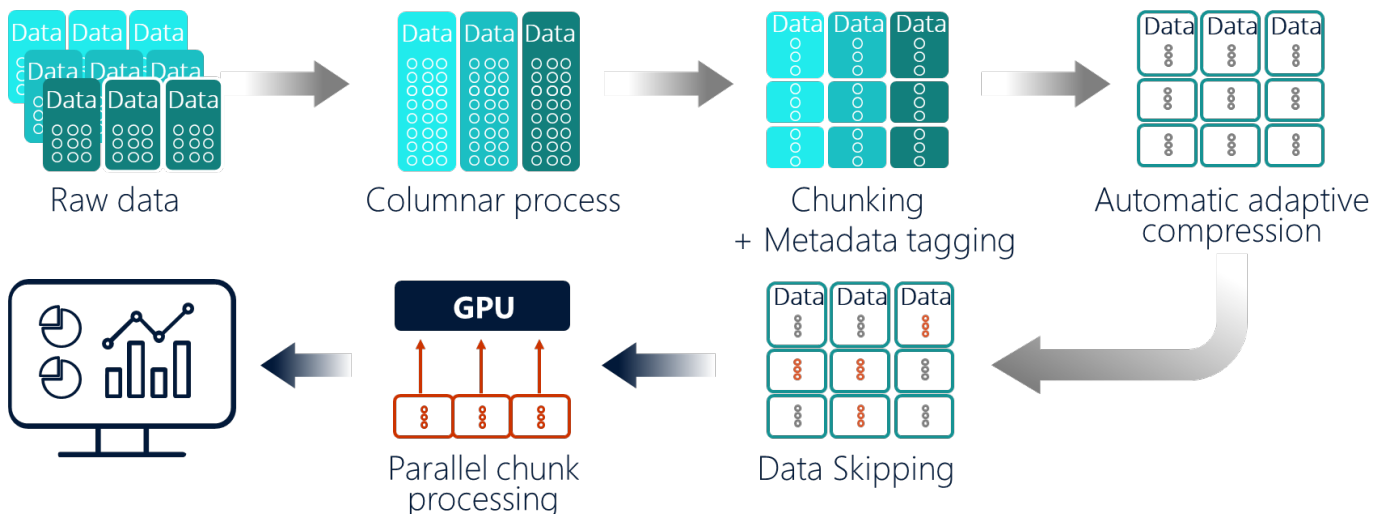 Data Data Data
Data Data Data
Data Data Data
Raw data
Data Data Data
Columnar process
Data Data Data
Chunking
+ Metadata tagging
Data Data Data
Automatic adaptive
compression
GPU
Parallel chunk
processing
Data Data Data
Data Skipping